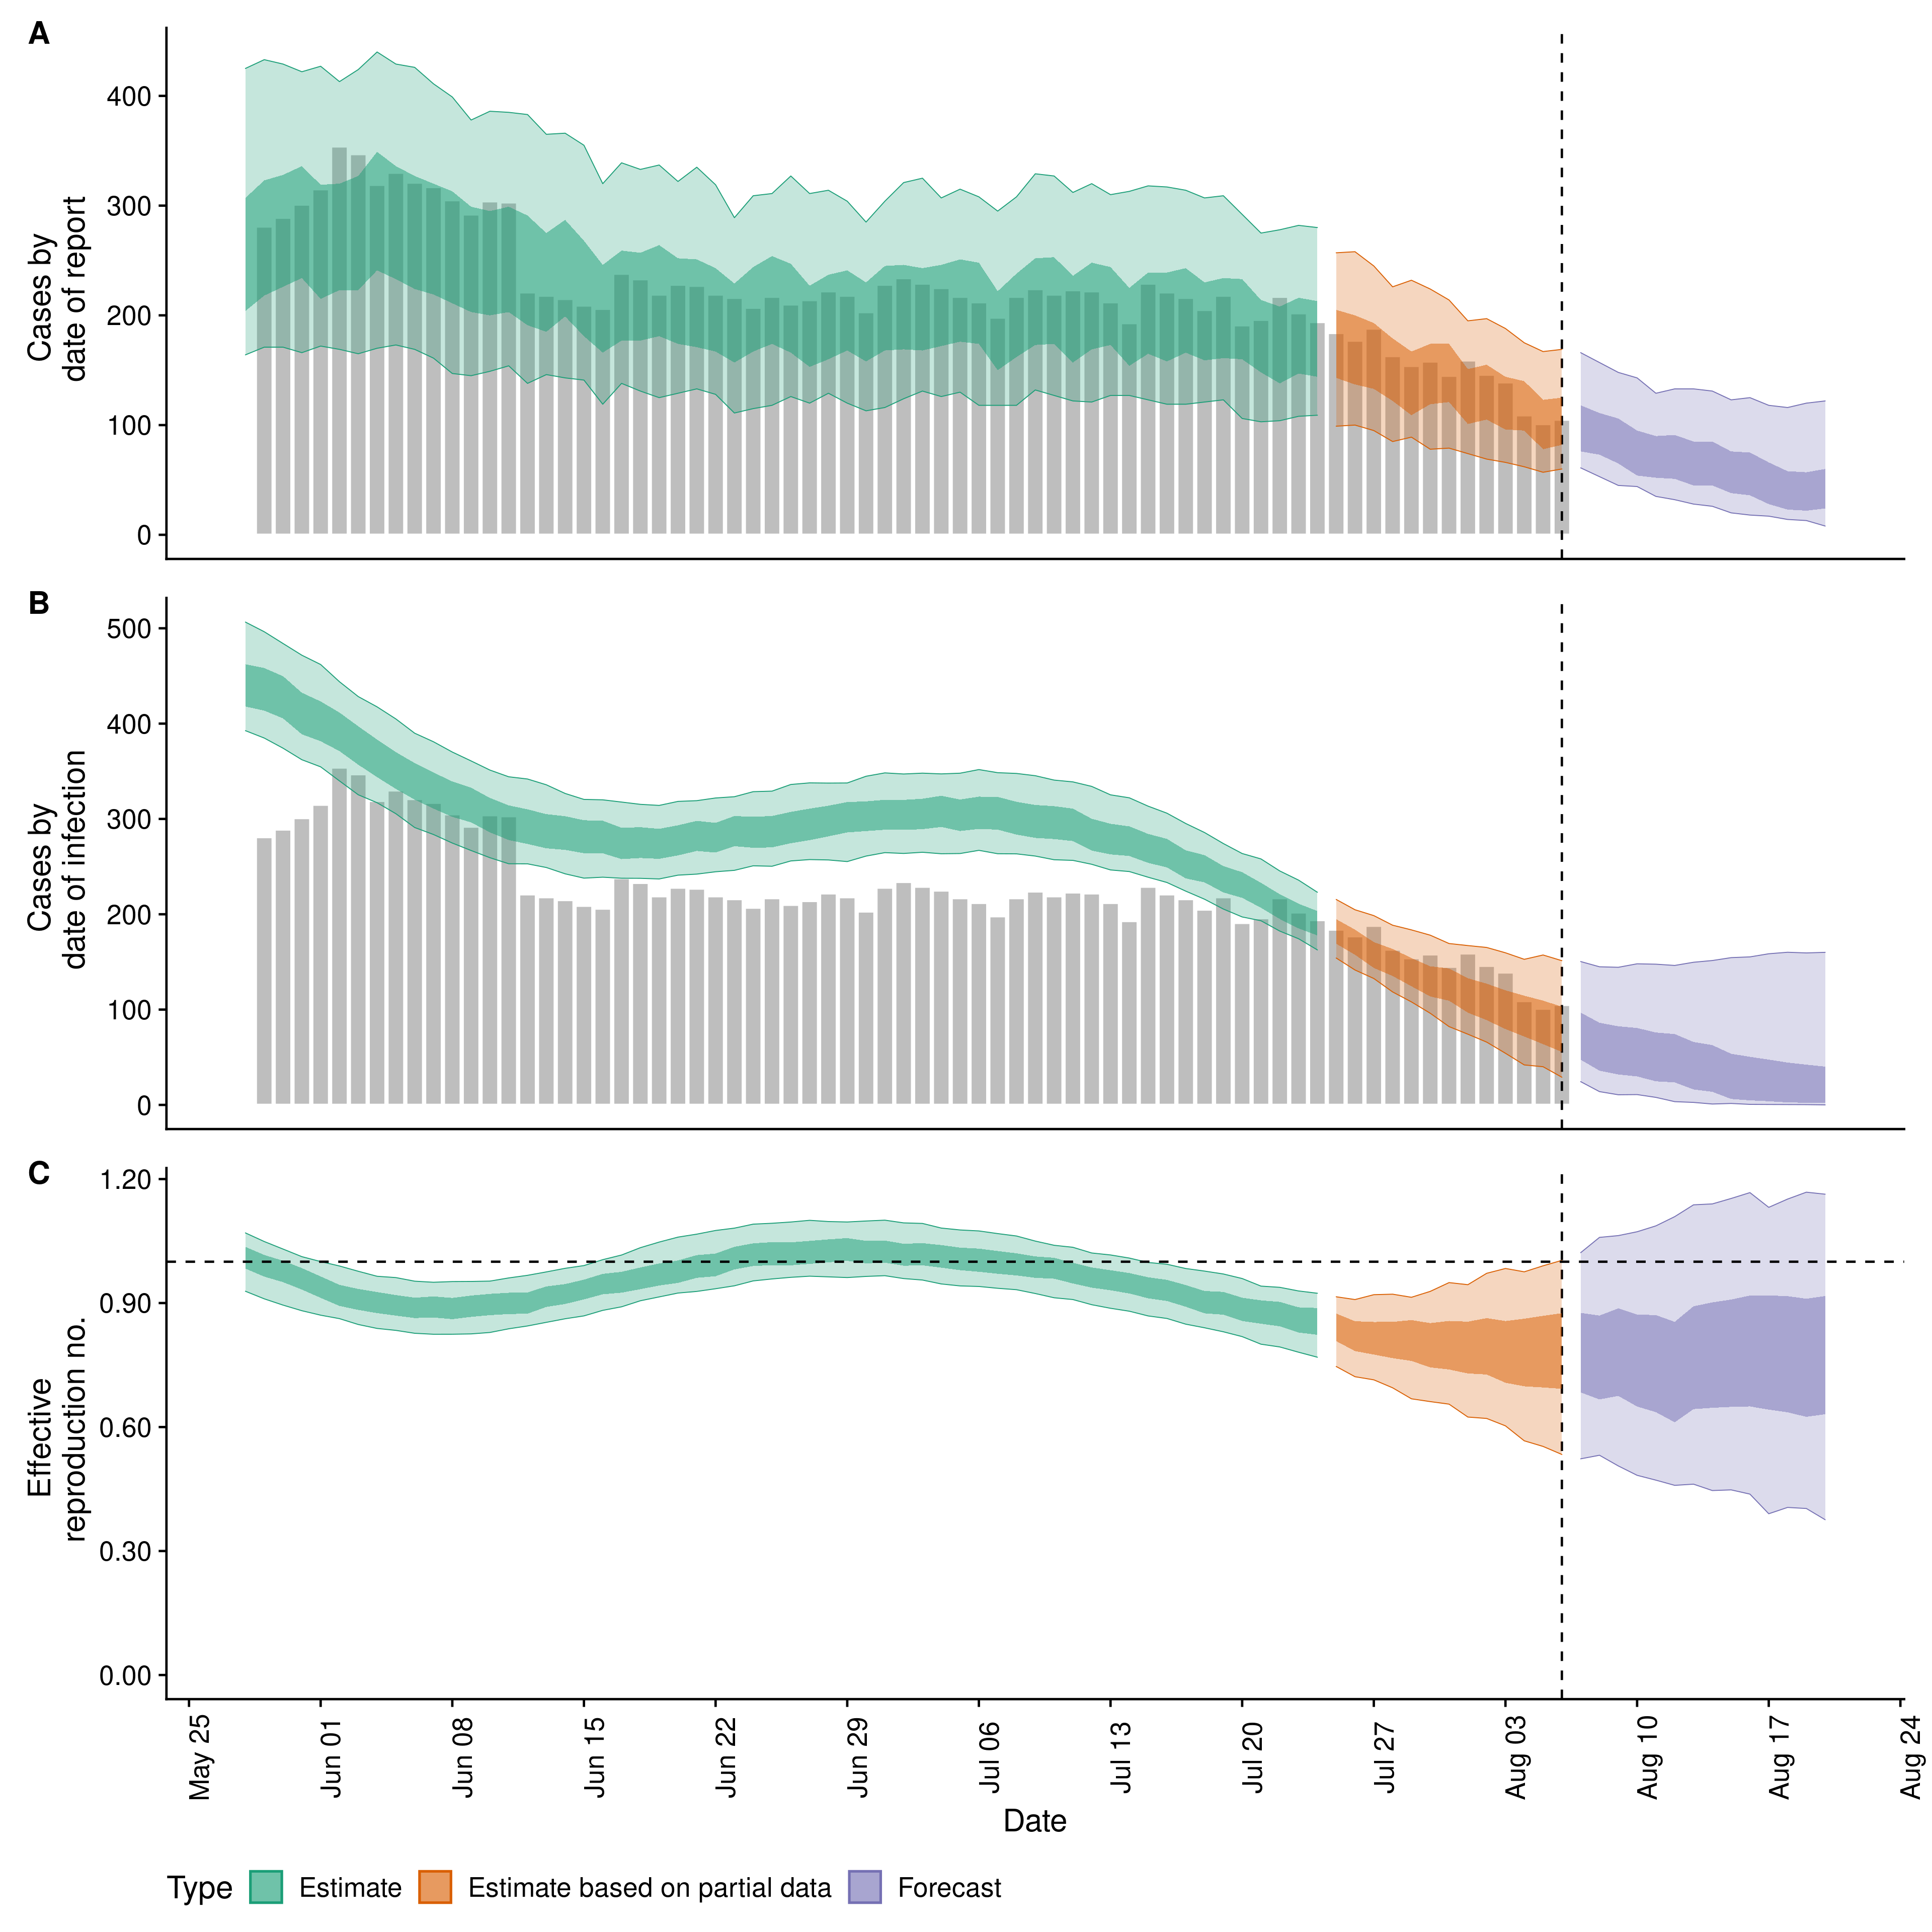 A
Cases by
date of report
400
300
200
100
0
B
Cases by
date of infection
500
400
300
200
100
0
C
Effective
reproduction no.
1.20
0.90
0.60
0.30
0.00
May 25
Jun 01
Jun 08
Jun 15
Jun 22
Jun 29
Jul 06
Jul 13
Jul 20
Jul 27
Aug 03
Aug 10
Aug 17
Aug 24
Date
Type Estimate Estimate based on partial data Forecast